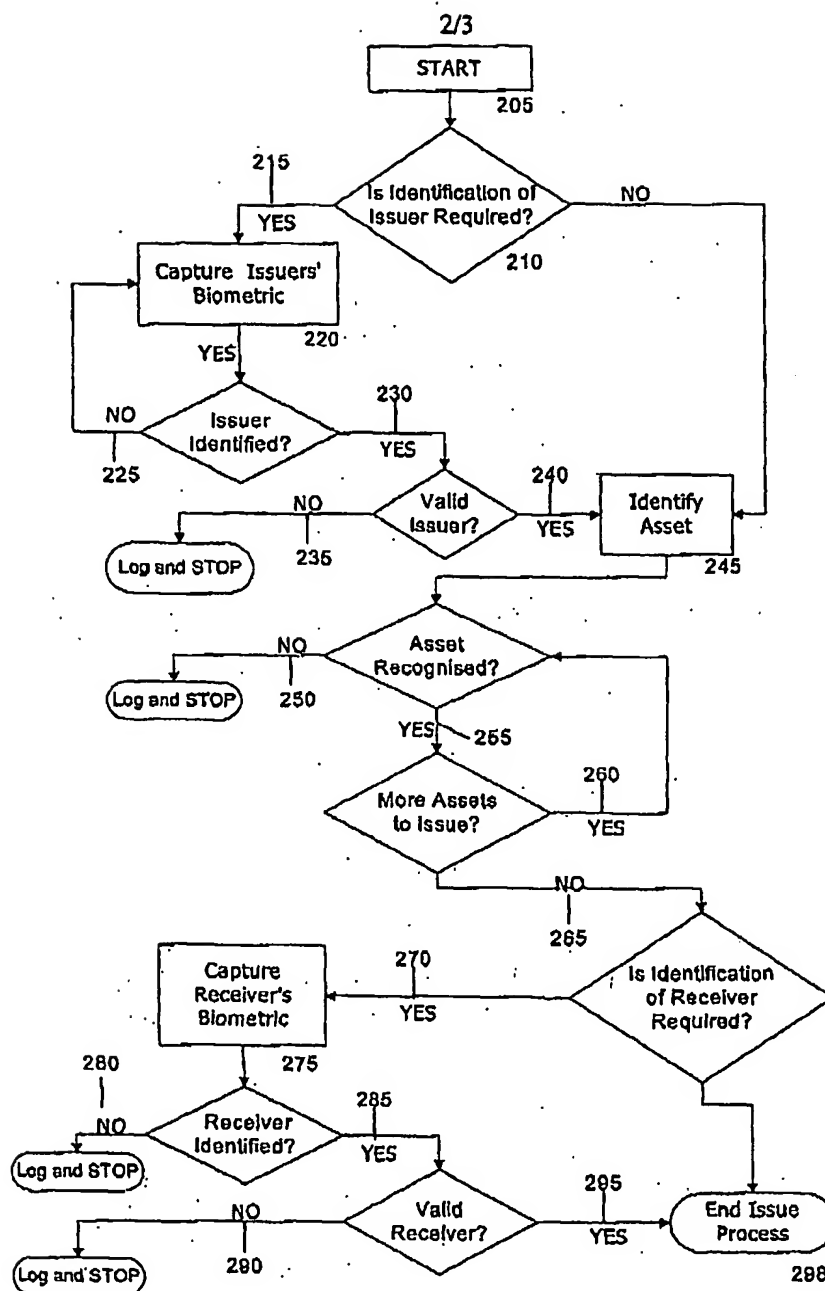 2/3
START
205
215
Is Identification of
Issuer Required?
NO
YES
210
Capture Issuers'
Biometric
220
YES
NO
Issuer
Identified?
230
YES
225
NO
Valid
Issuer?
240
YES
Identify
Asset
235
Log and STOP
245
NO
Asset
Recognised?
250
Log and STOP
YES
255
More Assets
to Issue?
260
YES
NO
265
Capture
Receiver's
Biometric
270
YES
Is Identification
of Receiver
Required?
275
280
NO
Receiver
Identified?
285
YES
Log and STOP
NO
Valid
Receiver?
295
YES
End Issue
Process
290
Log and STOP
298